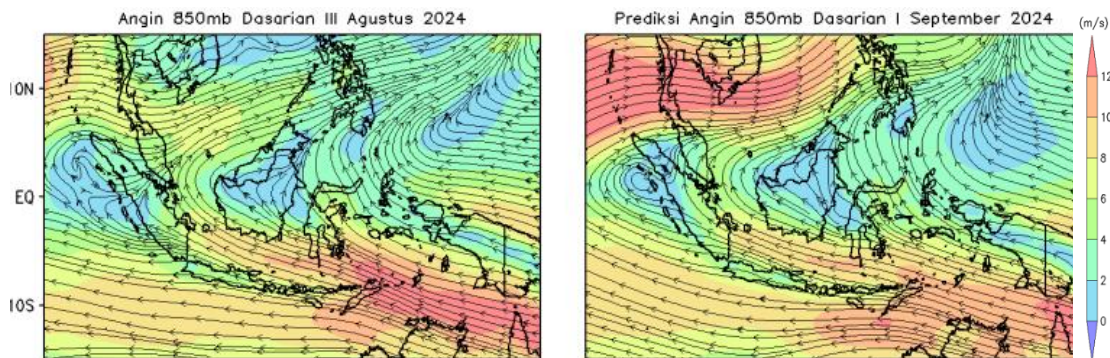 Angin 850mb Dasarian III Agustus 2024
Prediksi Angin 850mb Dasarian I September 2024
(m/s)
10N
EQ
10S
12
10
8
6
4
2
0